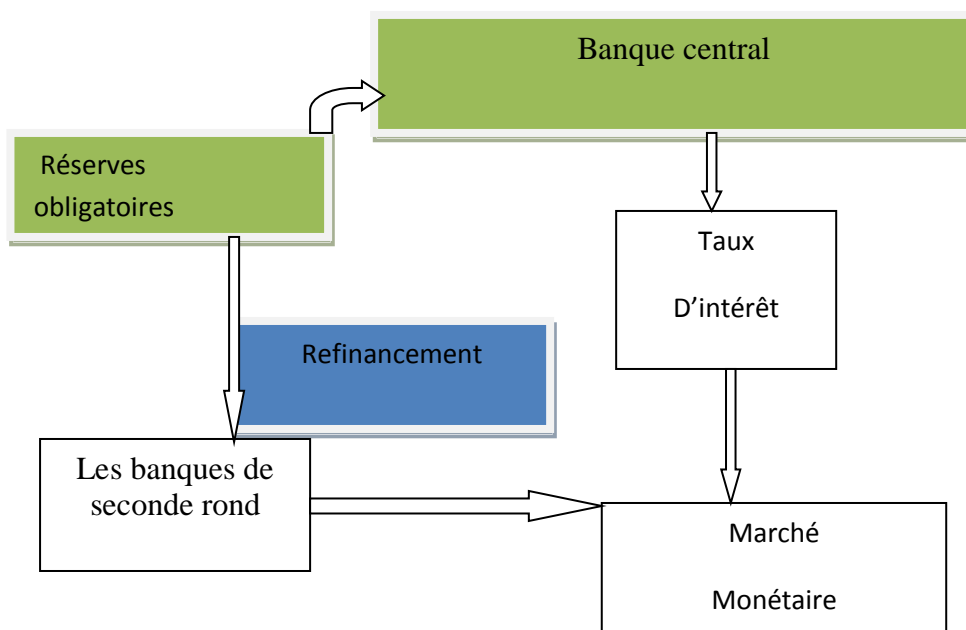 Banque central
Réserves
obligatoires
Taux
D’intérêt
Refinancement
Les banques de
seconde rond
Marché
Monétaire